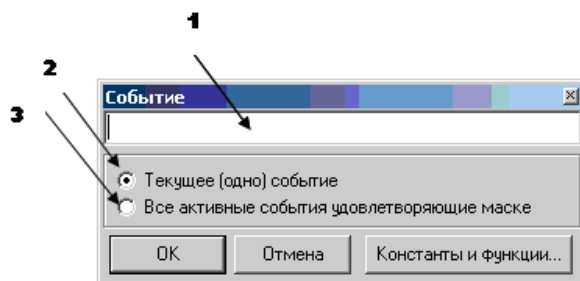 1
2
3
Событие
Текущее (одно) событие
Все активные события удовлетворяющие маске
OK Отмена Константы и функции...